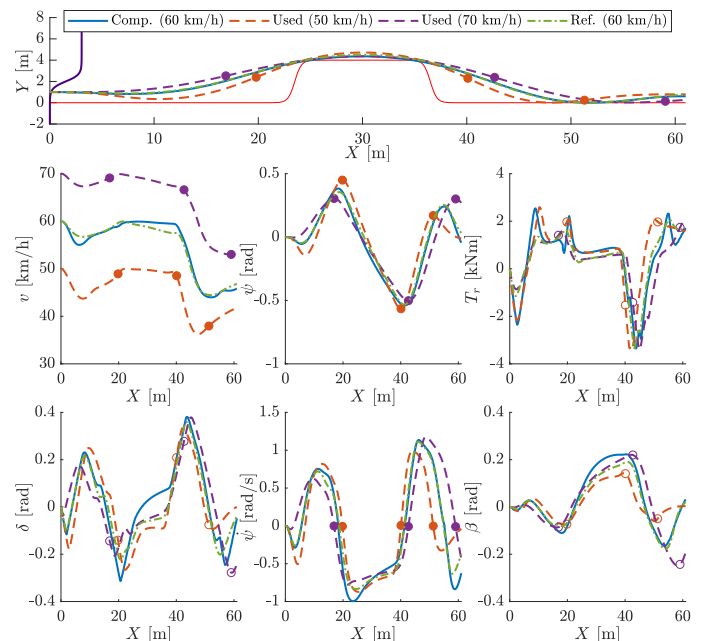 Comp. (60 km/h) Used (50 km/h) Used (70 km/h) Ref. (60 km/h)
8
6
4
2
0
-2
Y [m]
0 10 20 30 40 50 60
X [m]
70
60
50
40
30
v [km/h]
0 20 40 60
X [m]
0.5
0
-0.5
-1
ψ [rad]
0 20 40 60
X [m]
4
2
0
-2
-4
T_r [kNm]
0 20 40 60
X [m]
0.4
0.2
0
-0.2
-0.4
δ [rad]
0 20 40 60
X [m]
1.5
1
0.5
0
-0.5
-1
ψ̇ [rad/s]
0 20 40 60
X [m]
0.4
0.2
0
-0.2
-0.4
β [rad]
0 20 40 60
X [m]